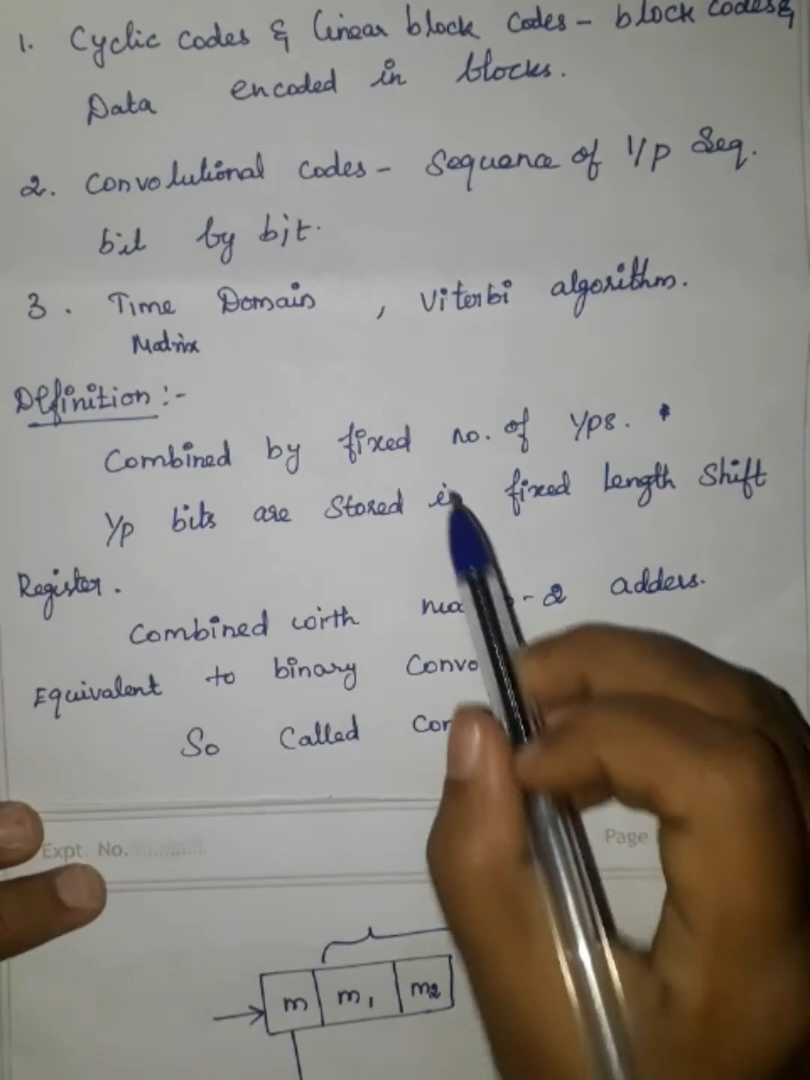 1. Cyclic codes & linear block codes - block codes &
Data encoded in blocks.
2. Convolutional codes - Sequence of I/p Seq.
bit by bit.
3. Time Domain, Viterbi algorithm.
Matrix
Definition :-
Combined by fixed no. of I/ps.
I/p bits are Stored in fixed length Shift
Register.
Combined with - 2 adders.
Equivalent to binary
So Called
Expt. No.
Page
m m1 m2